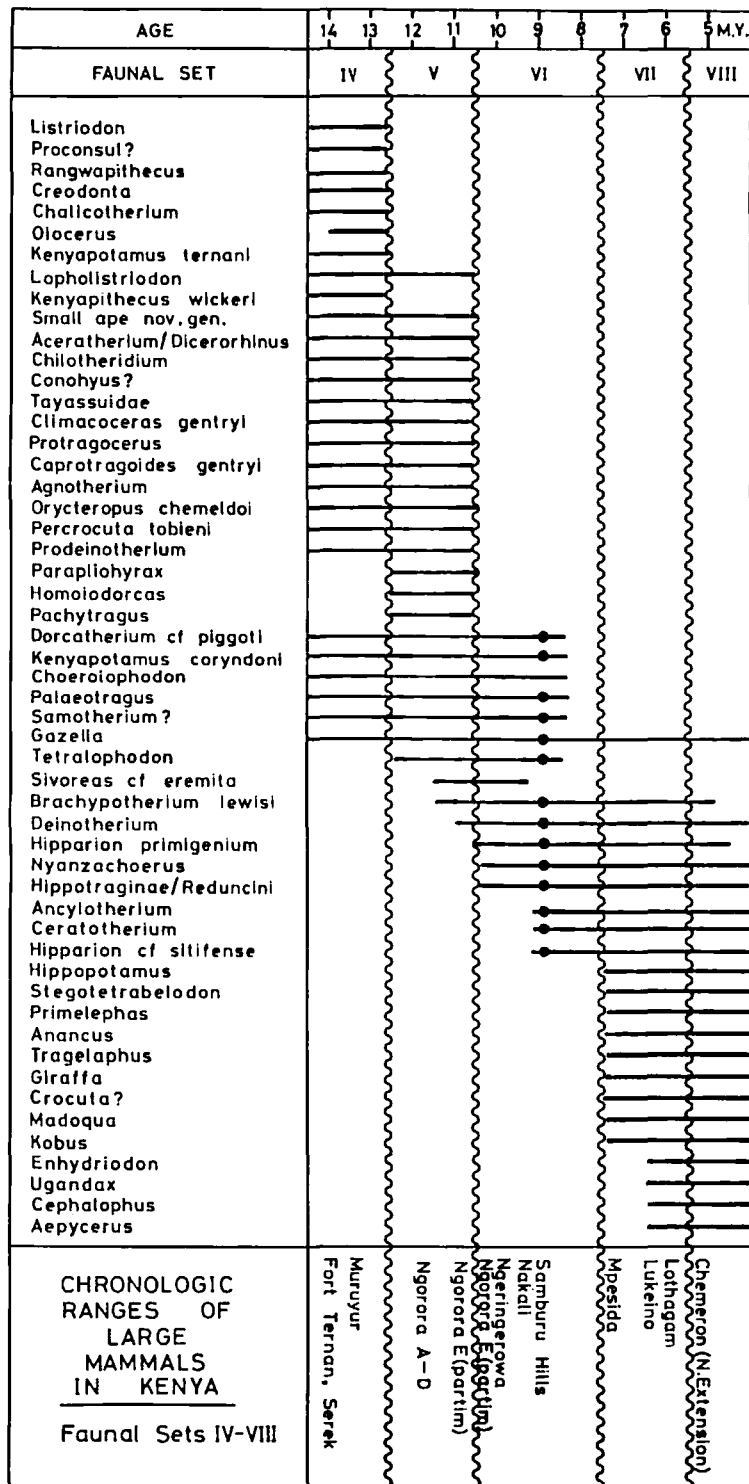 AGE 14 13 12 11 10 9 8 7 6 5 M.Y.
FAUNAL SET IV V VI VII VIII
Listriodon
Proconsul?
Rangwapithecus
Creodonta
Chalicotherium
Oiocerus
Kenyapotamus ternani
Lopholistriodon
Kenyapithecus wickeri
Small ape nov. gen.
Aceratherium/Dicerorhinus
Chilotheridium
Conohyus?
Tayassuidae
Climacoceras gentryi
Protragocerus
Caprotragoides gentryi
Agnotherium
Orycteropus chemeldoi
Percrocuta tobieni
Prodeinotherium
Parapliohyrax
Homoiodorcas
Pachytragus
Dorcatherium cf piggoti
Kenyapotamus coryndoni
Choerolophodon
Palaeotragus
Samotherium?
Gazella
Tetralophodon
Sivoreas cf eremita
Brachypotherium lewisi
Deinotherium
Hipparion primigenium
Nyanzachoerus
Hippotraginae/Reduncini
Ancylotherium
Ceratotherium
Hipparion cf sitifense
Hippopotamus
Stegotetrabelodon
Primelephas
Anancus
Tragelaphus
Giraffa
Crocuta?
Madoqua
Kobus
Enhydriodon
Ugandax
Cephalophus
Aepycerus
CHRONOLOGIC
RANGES OF
LARGE
MAMMALS
IN KENYA
Faunal Sets IV-VIII
Fort Ternan, Serek
Muruyur
Ngorora A-D
Ngorora E(partim)
Ngorora E(partim)
Ngeringerowa
Nakali
Samburu Hills
Mpesida
Lukeino
Lothagam
Chemeron (N.Extension)